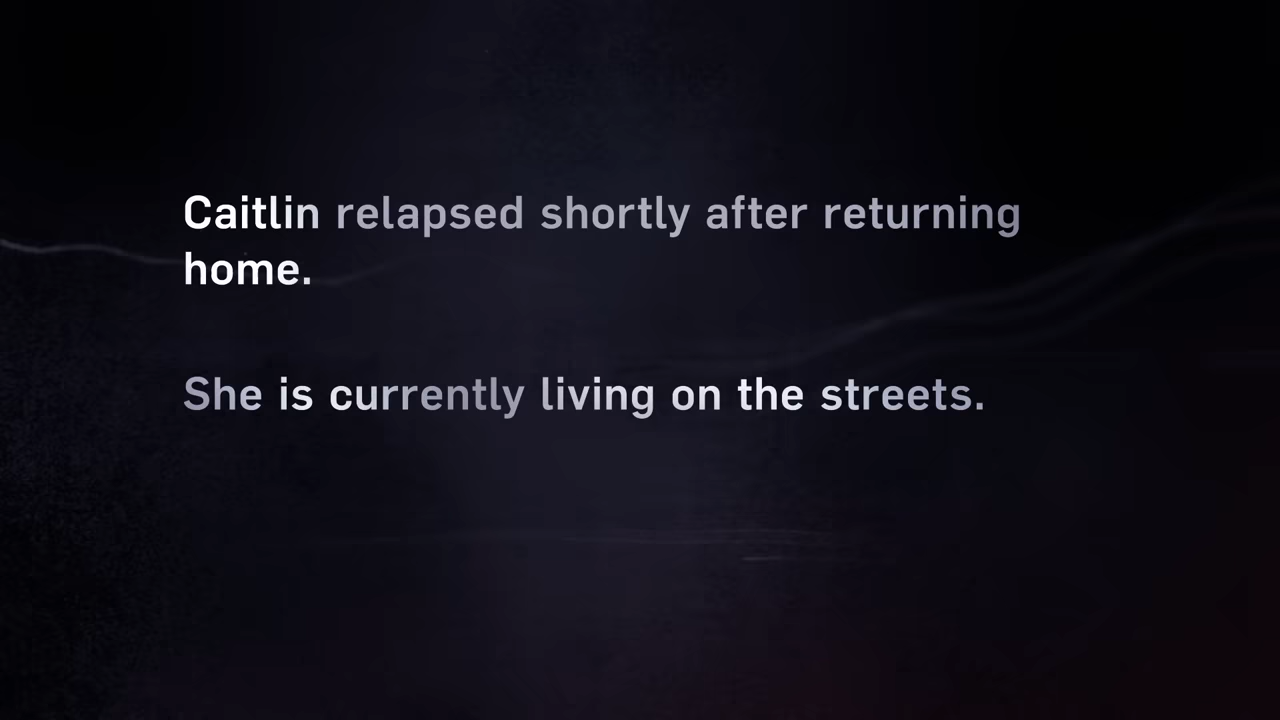 Caitlin relapsed shortly after returning
home.
She is currently living on the streets.